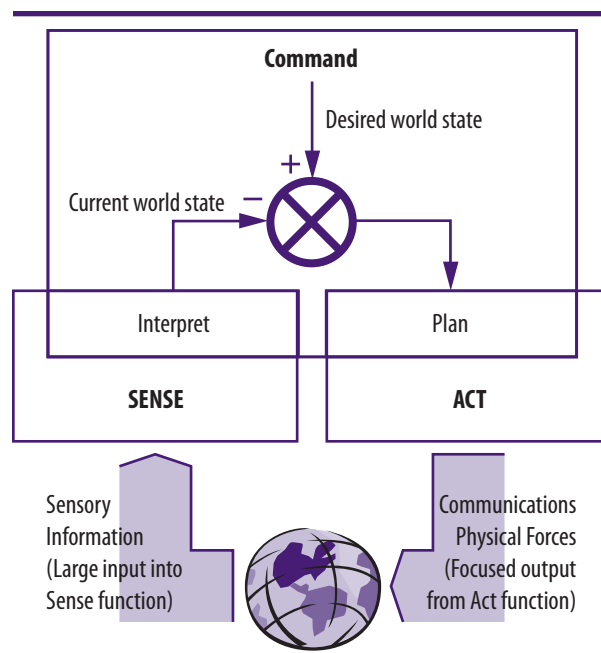 Command
Desired world state
+
−
Current world state
Interpret
Plan
SENSE
ACT
Sensory
Information
(Large input into
Sense function)
Communications
Physical Forces
(Focused output
from Act function)